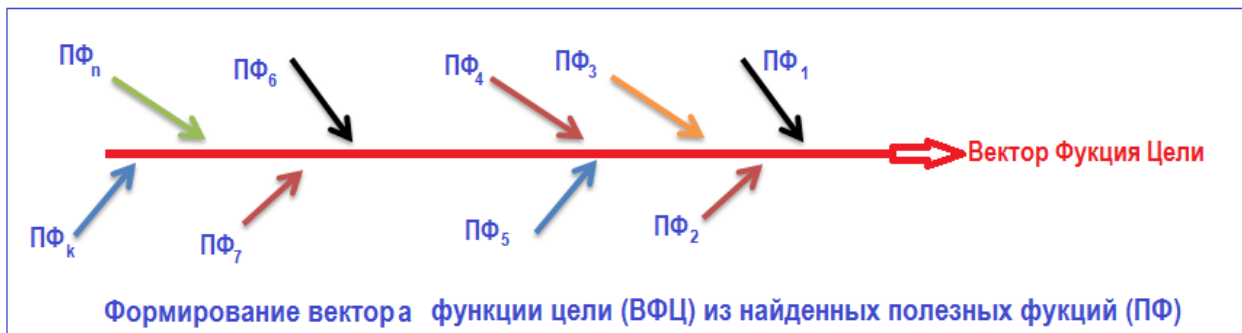 ПФn
ПФ6
ПФ4
ПФ3
ПФ1
Вектор Фукция Цели
ПФk
ПФ7
ПФ5
ПФ2
Формирование вектора функции цели (ВФЦ) из найденных полезных фукций (ПФ)